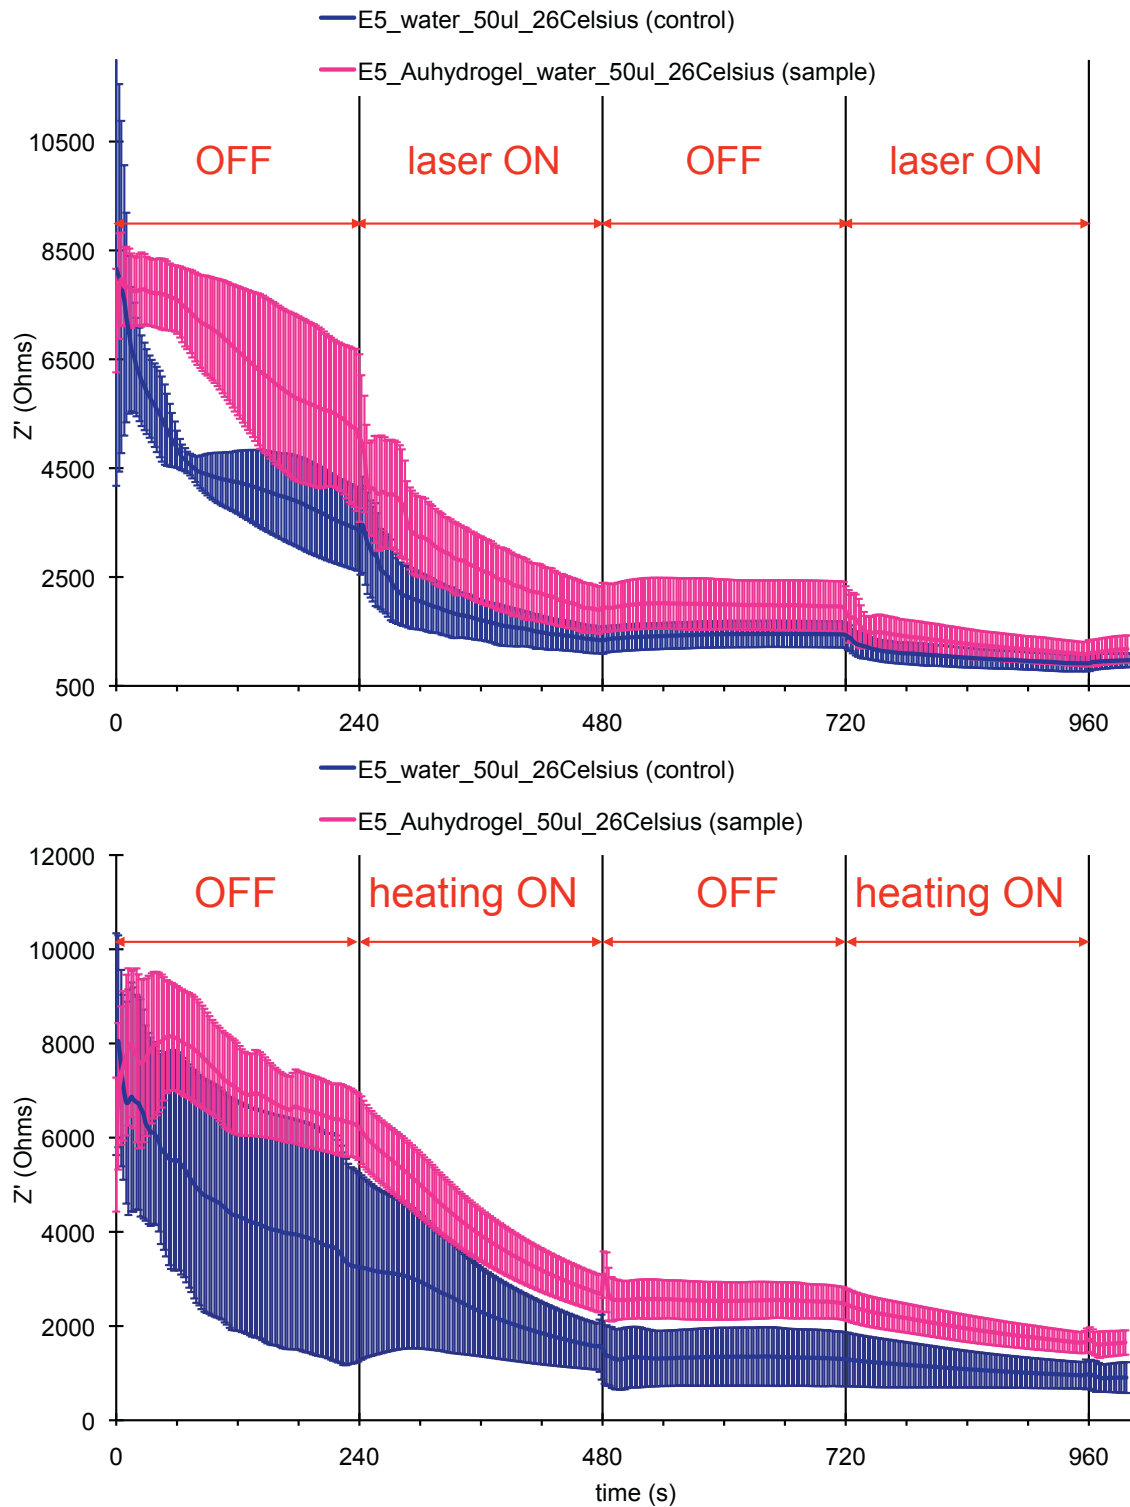 E5_water_50ul_26Celsius (control)
E5_Auhydrogel_water_50ul_26Celsius (sample)
10500
OFF laser ON OFF laser ON
8500
Z' (Ohms)
6500
4500
2500
500
0 240 480 720 960
E5_water_50ul_26Celsius (control)
E5_Auhydrogel_50ul_26Celsius (sample)
12000
OFF heating ON OFF heating ON
10000
8000
Z' (Ohms)
6000
4000
2000
0
0 240 480 720 960
time (s)